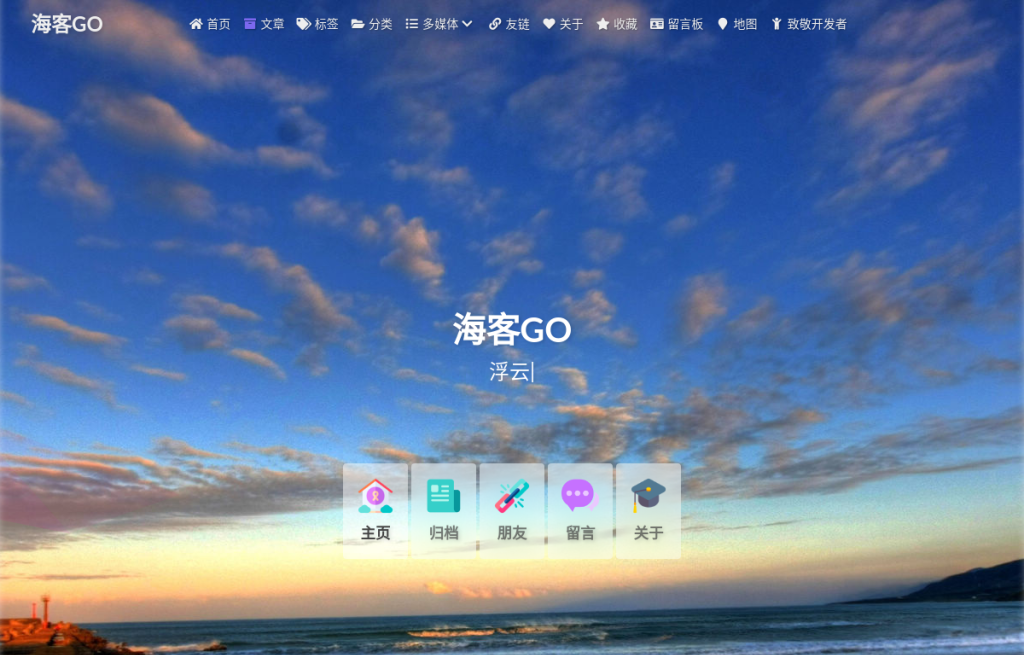 海客GO
首页 文章 标签 分类 多媒体 友链 关于 收藏 留言板 地图 致敬开发者
海客GO
浮云|
主页 归档 朋友 留言 关于